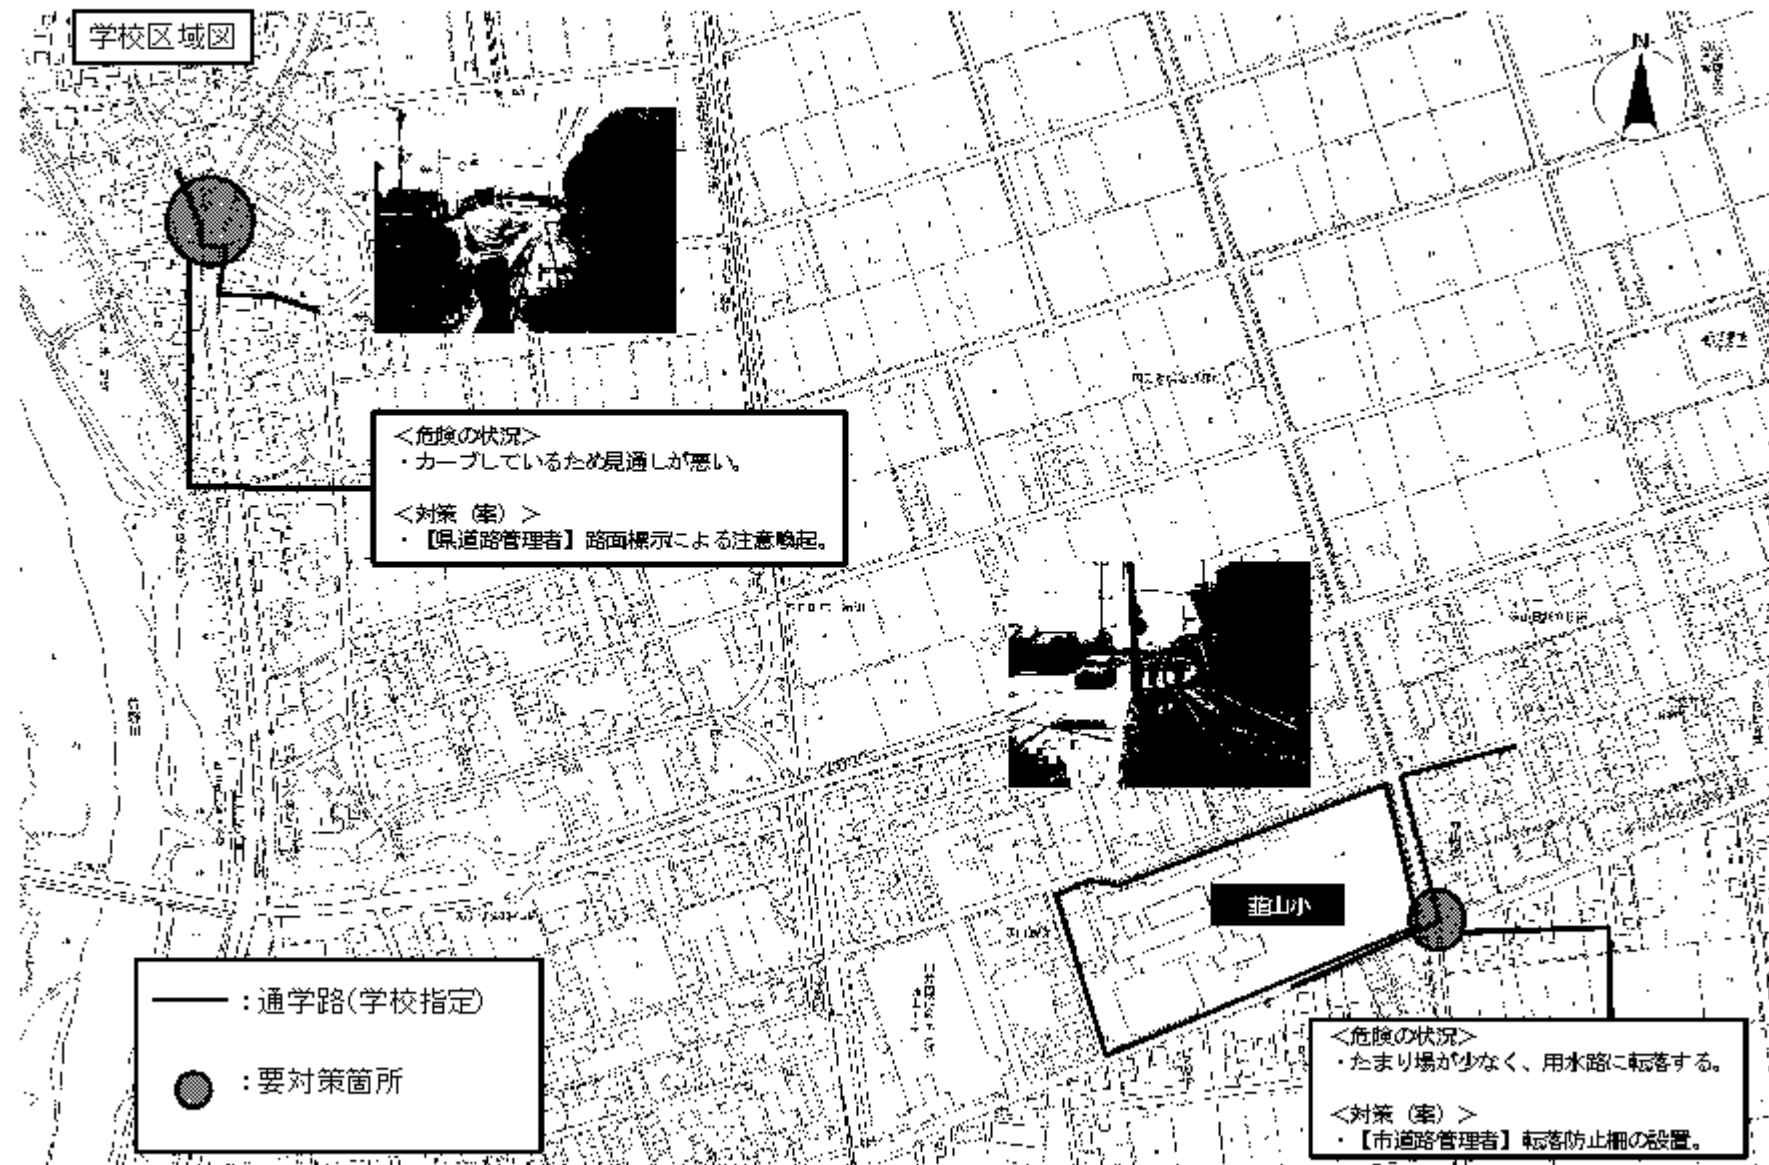 学校区域図
N
＜危険の状況＞
・カーブしているため見通しが悪い。
＜対策（案）＞
・【県道路管理者】路面標示による注意喚起。
韮山小
：通学路(学校指定)
：要対策箇所
＜危険の状況＞
・たまり場が少なく、用水路に転落する。
＜対策（案）＞
・【市道路管理者】転落防止柵の設置。